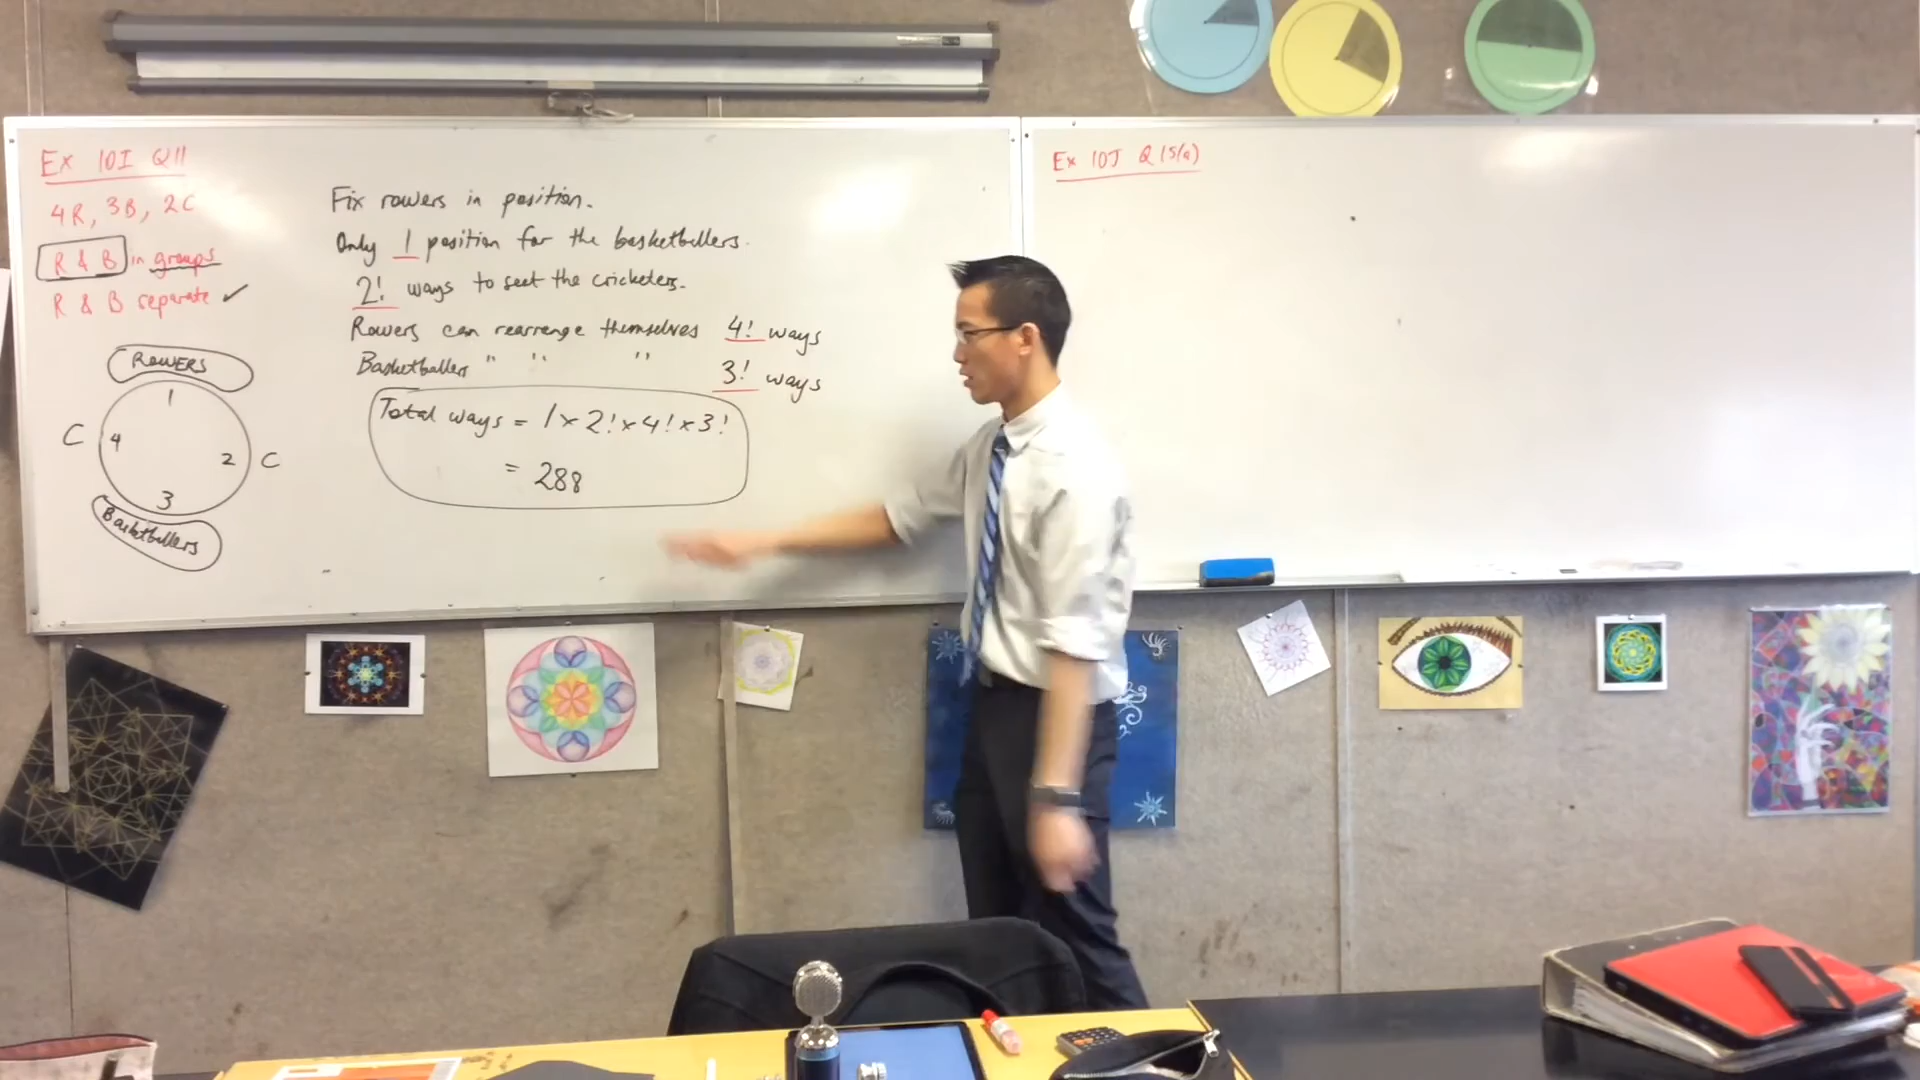 Ex 10I Q11
4R, 3B, 2C
R & B in groups
R & B separate ✓
ROWERS
1
C 4
2 C
3
Basketballers
Fix rowers in position.
Only 1 position for the basketballers.
2! ways to seat the cricketers.
Rowers can rearrange themselves 4! ways
Basketballers " " " 3! ways
Total ways = 1 × 2! × 4! × 3!
= 288
Ex 10J Q15(a)